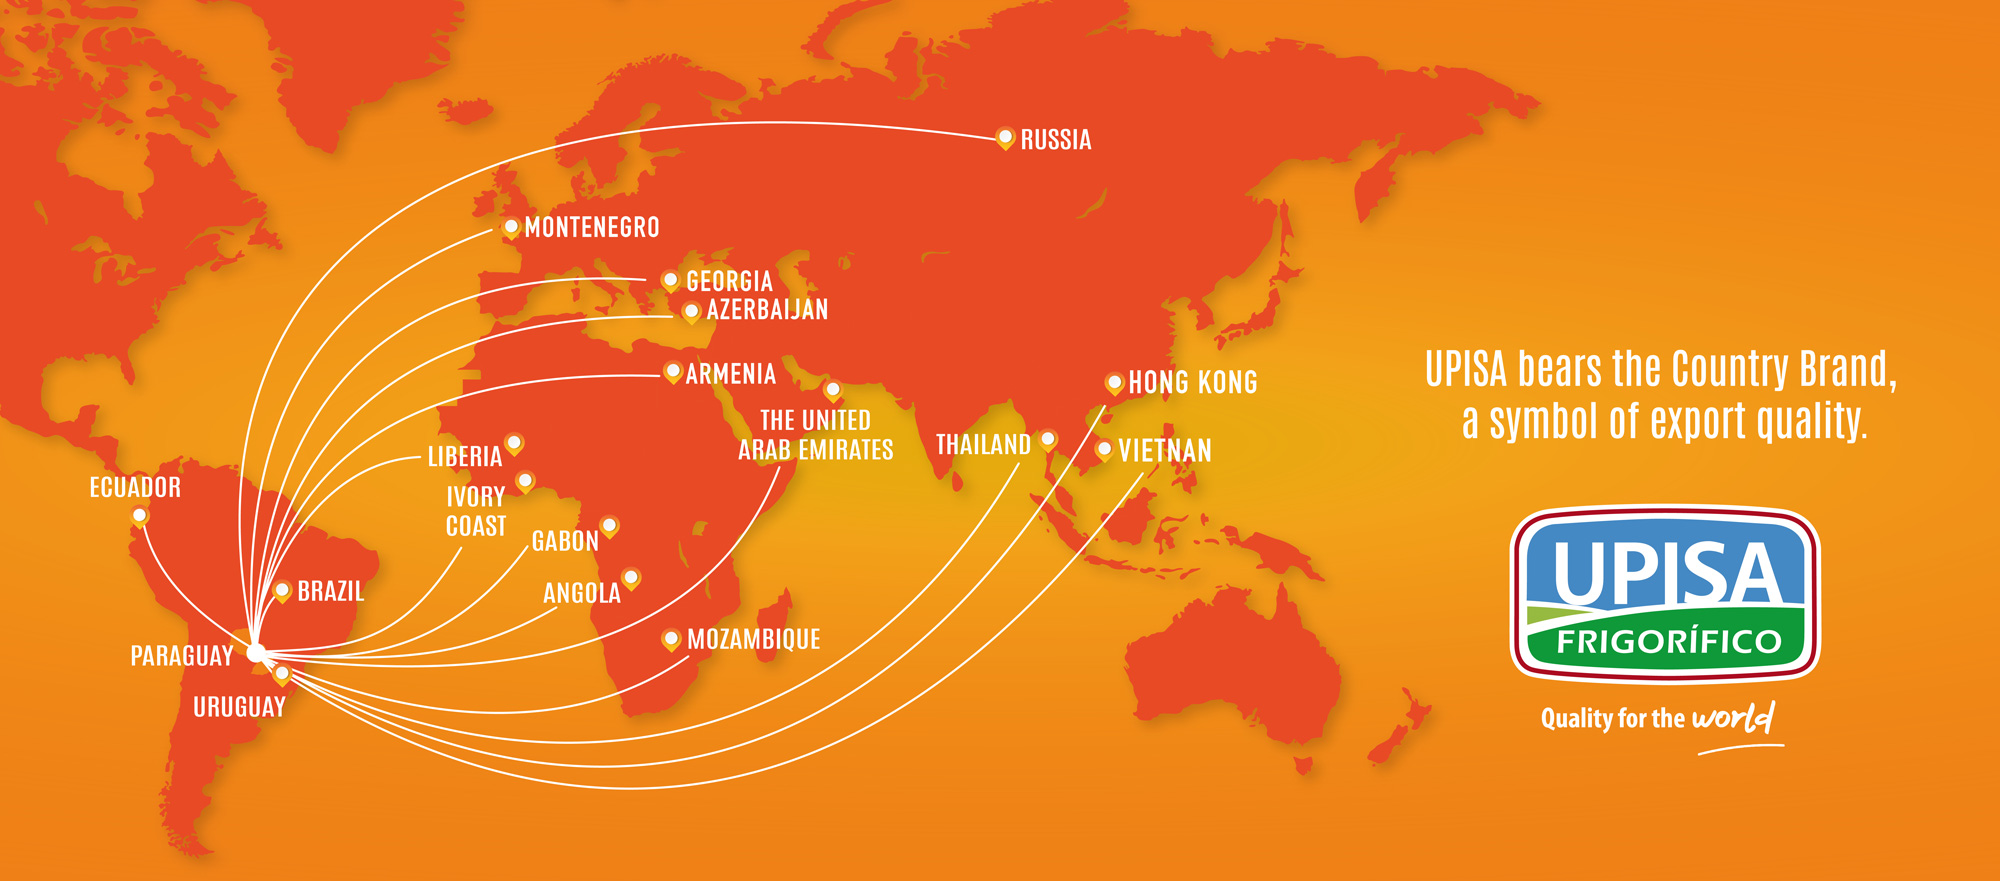 RUSSIA
MONTENEGRO
GEORGIA
AZERBAIJAN
ARMENIA
HONG KONG
THE UNITED
ARAB EMIRATES
THAILAND
VIETNAN
LIBERIA
IVORY
COAST
GABON
ANGOLA
MOZAMBIQUE
ECUADOR
BRAZIL
PARAGUAY
URUGUAY
UPISA bears the Country Brand,
a symbol of export quality.
UPISA
FRIGORÍFICO
Quality for the world